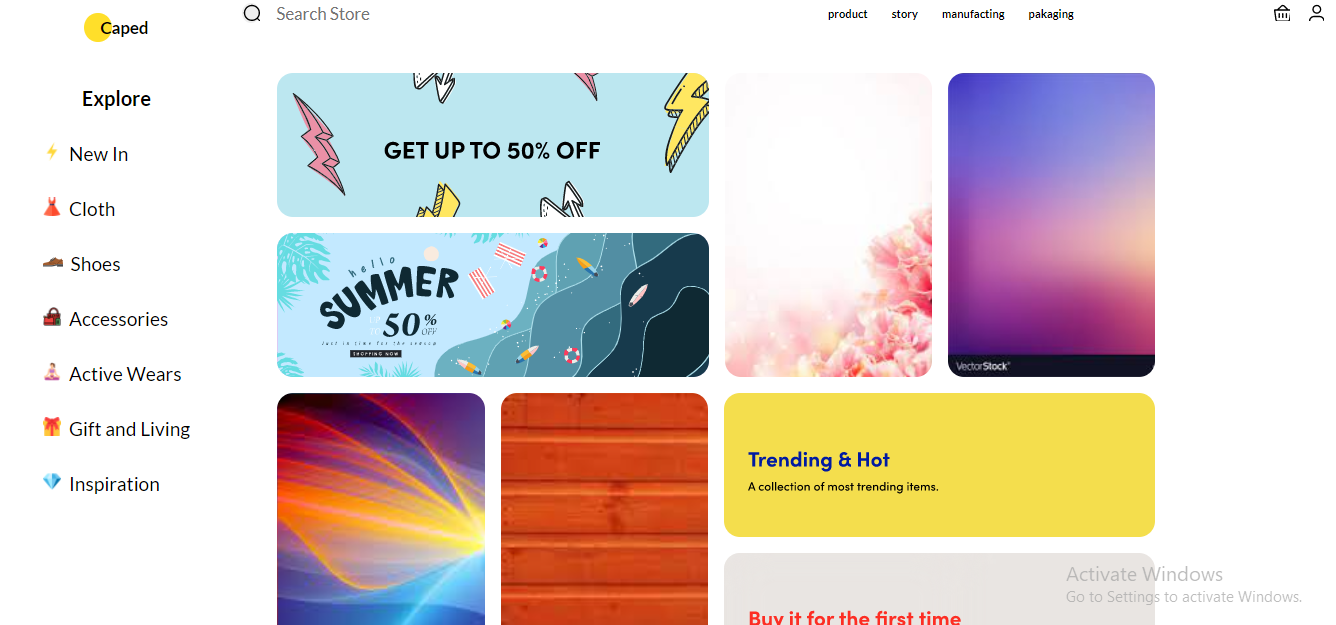 Caped
Search Store
product
story
manufacting
pakaging
Explore
New In
Cloth
Shoes
Accessories
Active Wears
Gift and Living
Inspiration
GET UP TO 50% OFF
hello
SUMMER
UP TO 50% OFF
Just in time for the season
SHOPPING NOW
VectorStock®
Trending & Hot
A collection of most trending items.
Buy it for the first time
Activate Windows
Go to Settings to activate Windows.